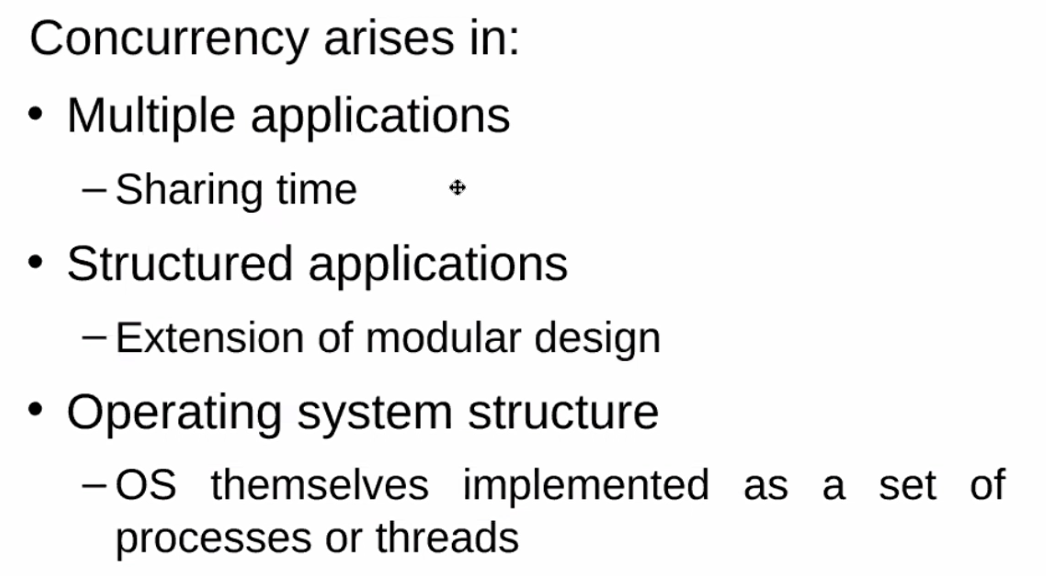 Concurrency arises in:
• Multiple applications
– Sharing time
• Structured applications
– Extension of modular design
• Operating system structure
– OS themselves implemented as a set of
processes or threads